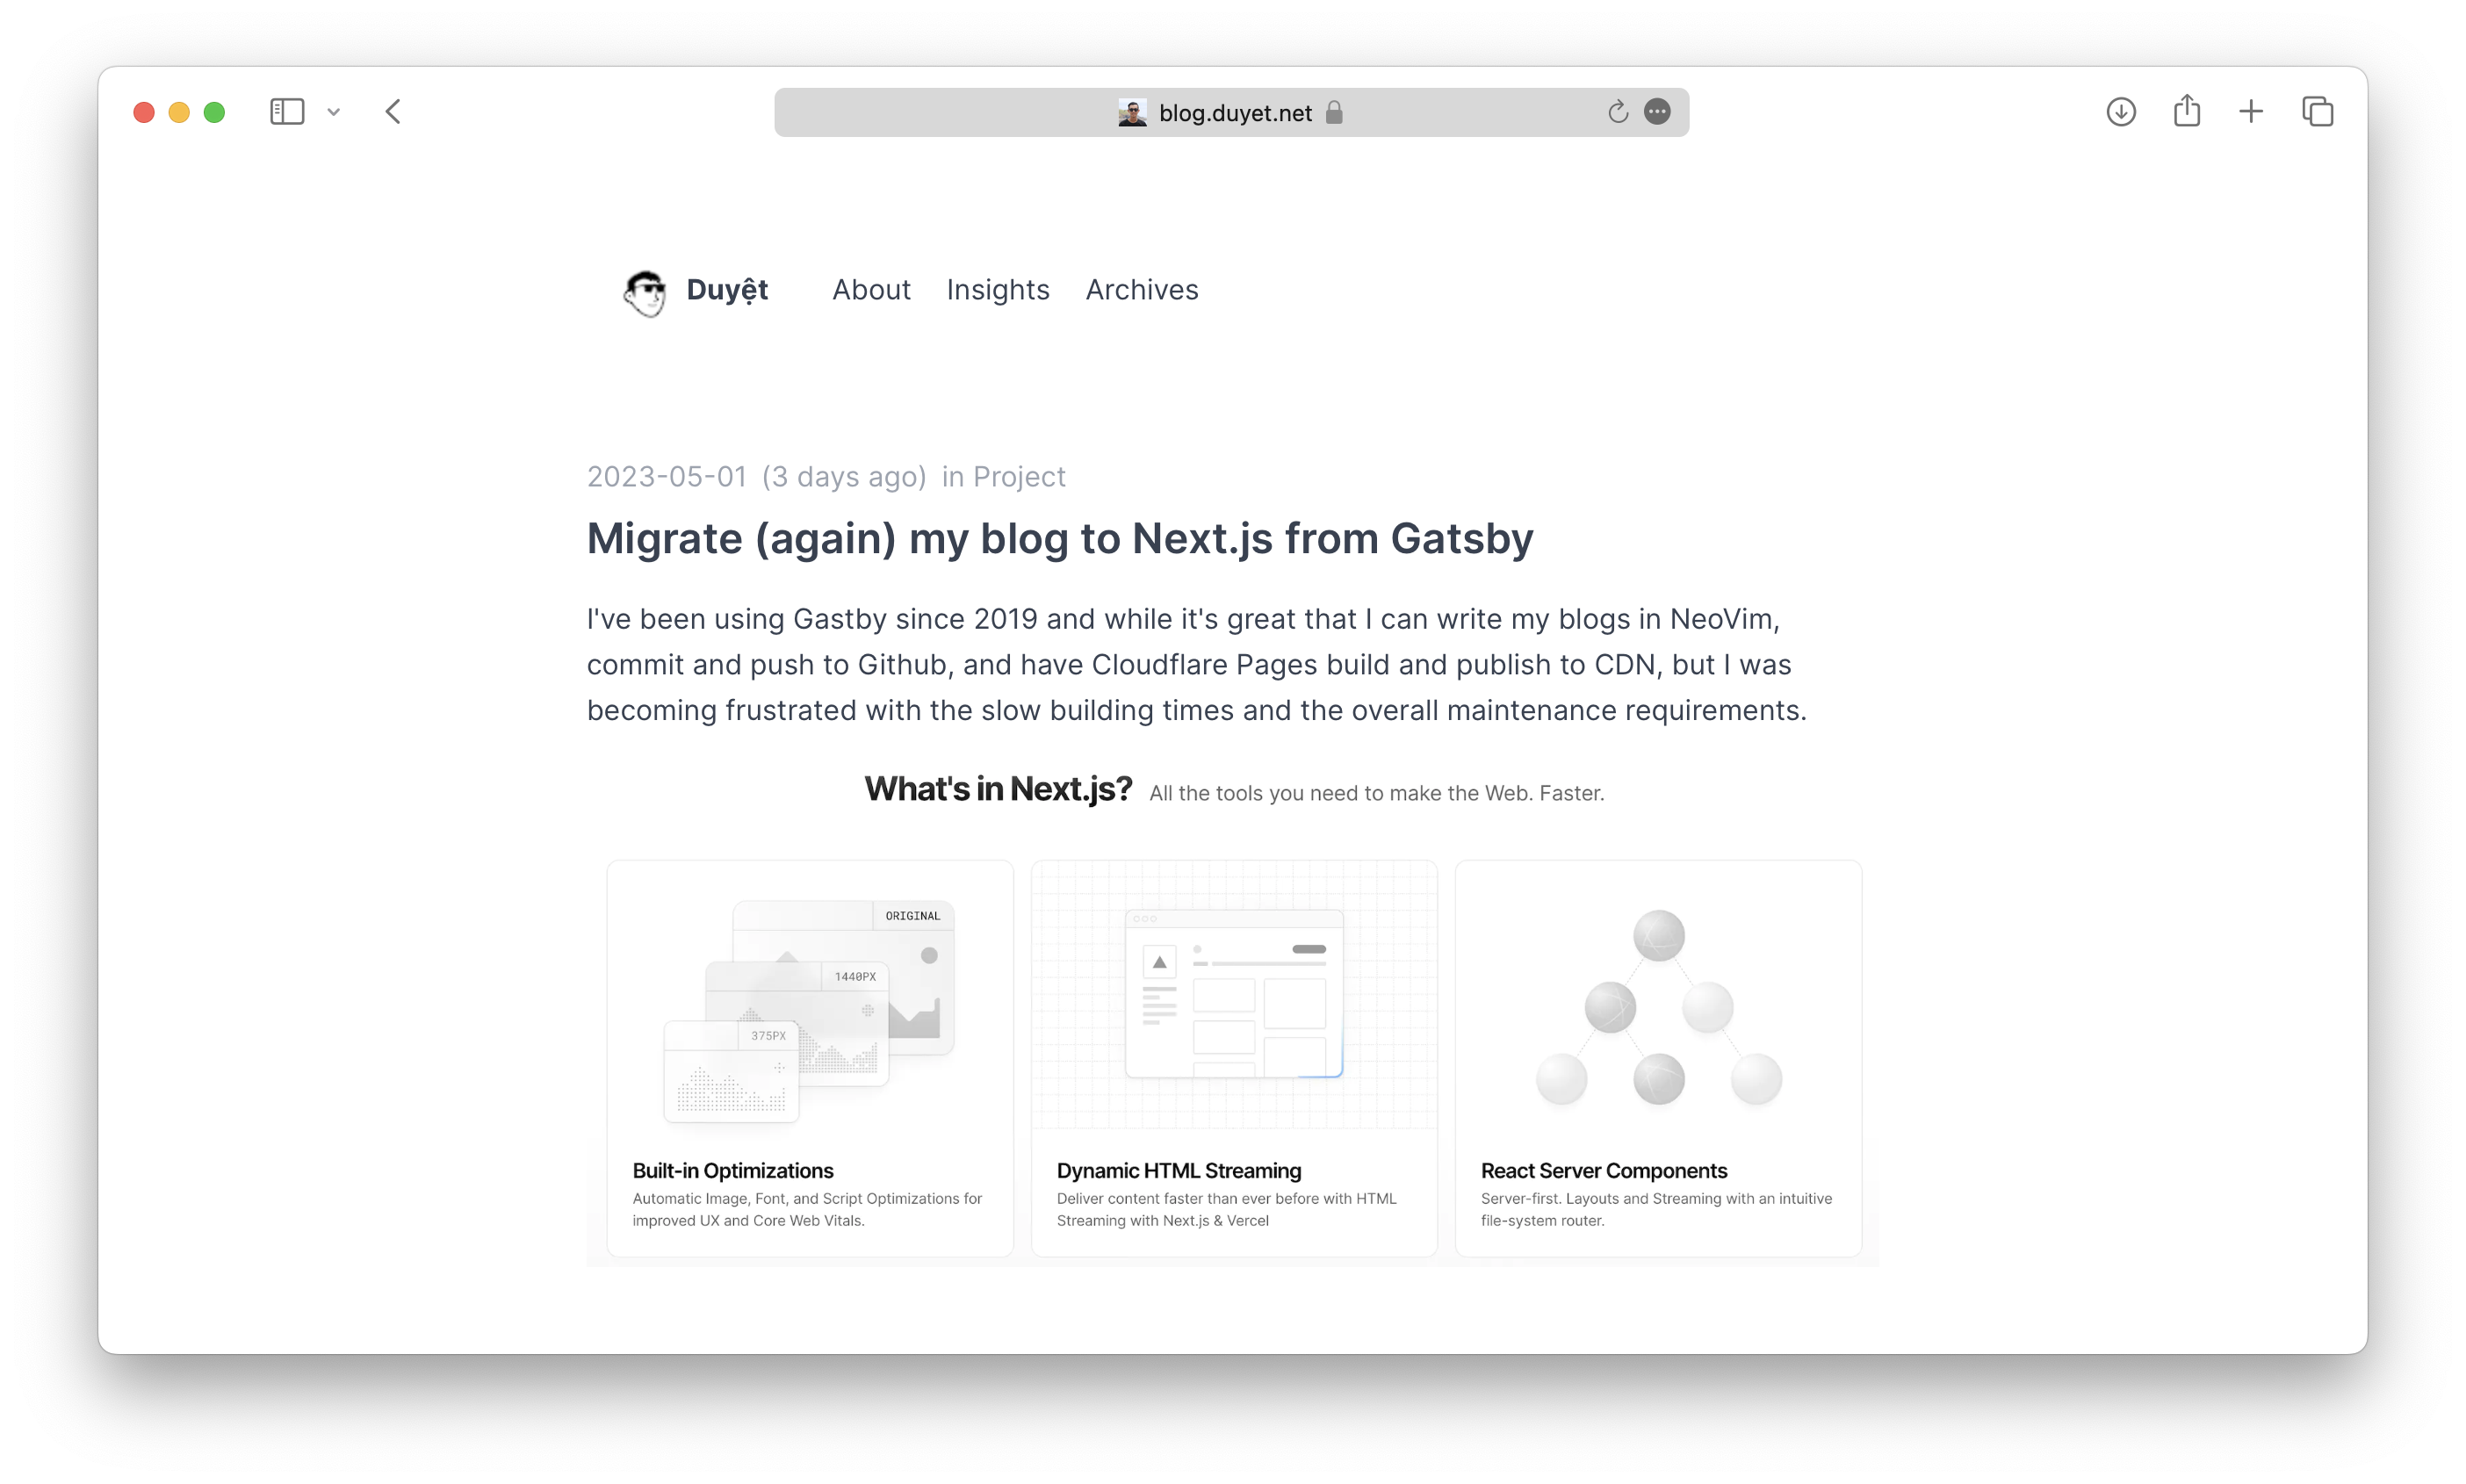 blog.duyet.net
Duyệt About Insights Archives
2023-05-01 (3 days ago) in Project
Migrate (again) my blog to Next.js from Gatsby
I've been using Gastby since 2019 and while it's great that I can write my blogs in NeoVim,
commit and push to Github, and have Cloudflare Pages build and publish to CDN, but I was
becoming frustrated with the slow building times and the overall maintenance requirements.
What's in Next.js? All the tools you need to make the Web. Faster.
ORIGINAL
1440PX
375PX
Built-in Optimizations
Automatic Image, Font, and Script Optimizations for
improved UX and Core Web Vitals.
Dynamic HTML Streaming
Deliver content faster than ever before with HTML
Streaming with Next.js & Vercel
React Server Components
Server-first. Layouts and Streaming with an intuitive
file-system router.